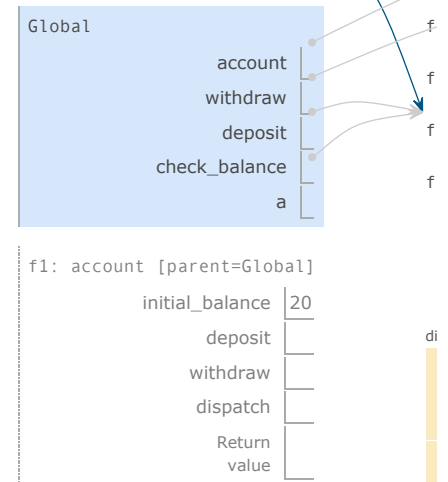 Global
account
withdraw
deposit
check_balance
a
f1: account [parent=Global]
initial_balance 20
deposit
withdraw
dispatch
Return
value
f
f
f
f
di